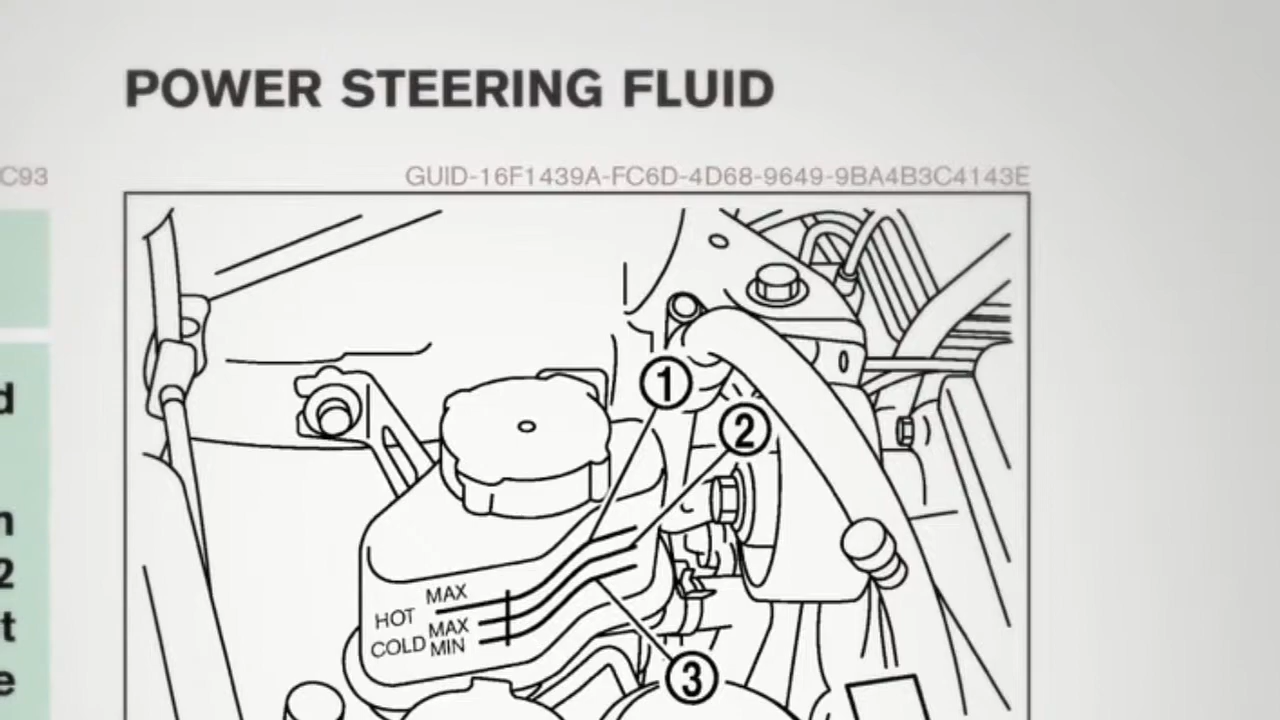 POWER STEERING FLUID
C93
GUID-16F1439A-FC6D-4D68-9649-9BA4B3C4143E
1
2
MAX
HOT
MAX
COLD
MIN
3
d
n
2
t
e